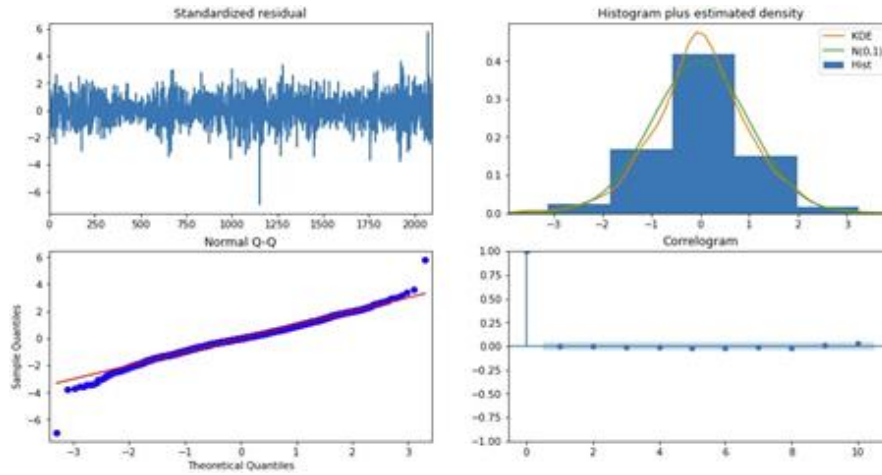 Standardized residual
6
4
2
0
−2
−4
−6
0 250 500 750 1000 1250 1500 1750 2000
Histogram plus estimated density
KDE
N(0,1)
Hist
0.4
0.3
0.2
0.1
0.0
−3 −2 −1 0 1 2 3
Normal Q-Q
Sample Quantiles
6
4
2
0
−2
−4
−6
−3 −2 −1 0 1 2 3
Theoretical Quantiles
Correlogram
1.00
0.75
0.50
0.25
0.00
−0.25
−0.50
−0.75
−1.00
0 2 4 6 8 10